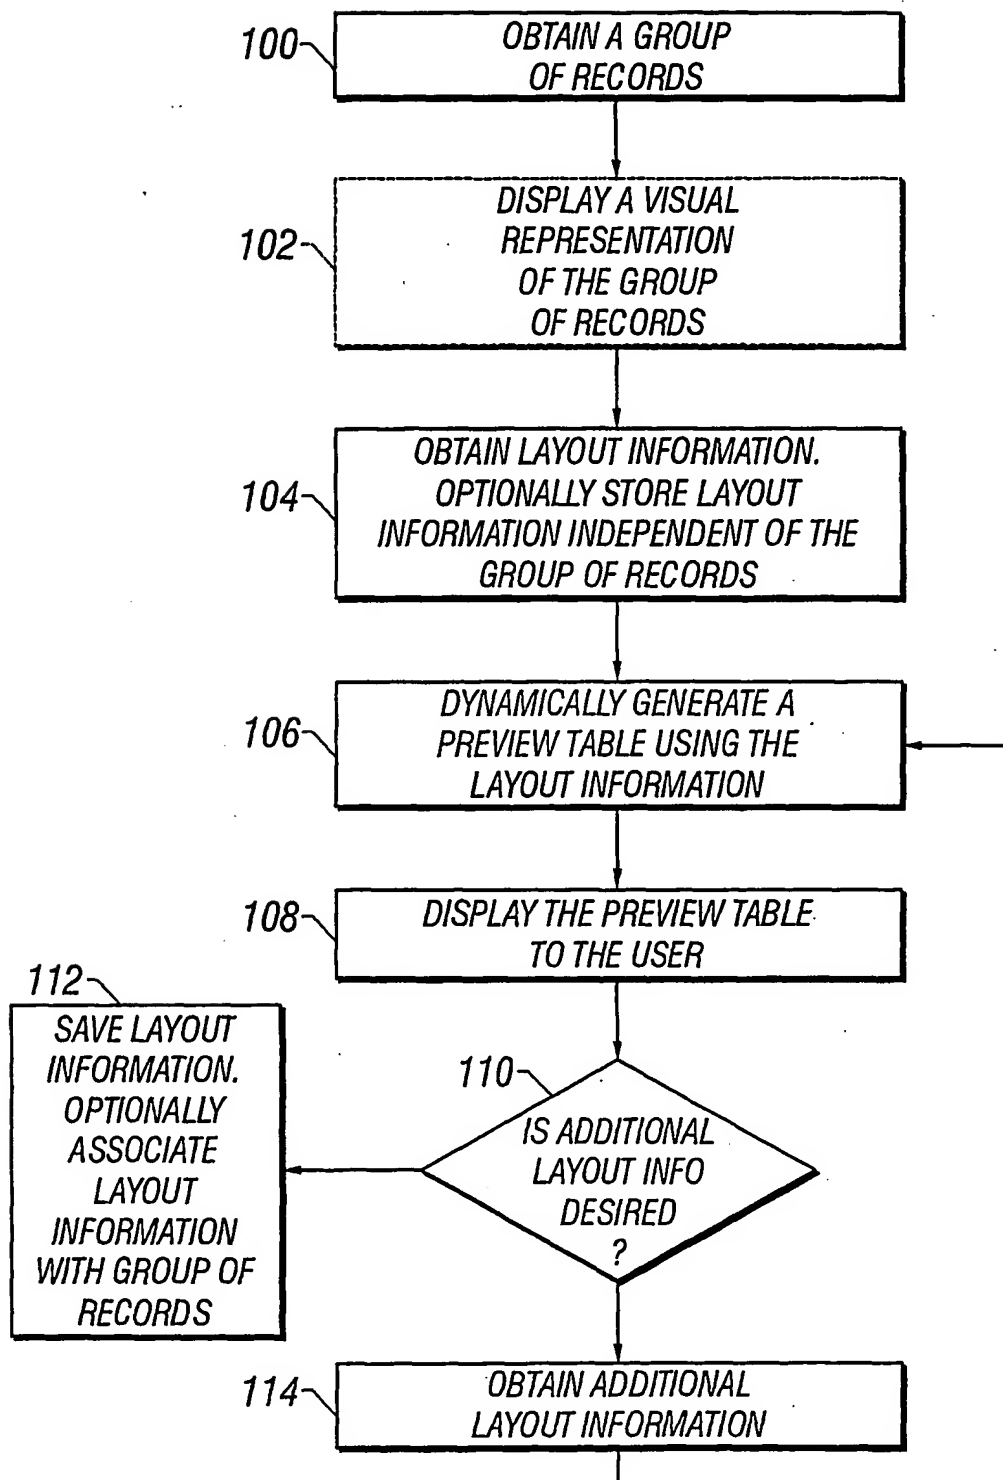 100
OBTAIN A GROUP
OF RECORDS
102
DISPLAY A VISUAL
REPRESENTATION
OF THE GROUP
OF RECORDS
104
OBTAIN LAYOUT INFORMATION.
OPTIONALLY STORE LAYOUT
INFORMATION INDEPENDENT OF THE
GROUP OF RECORDS
106
DYNAMICALLY GENERATE A
PREVIEW TABLE USING THE
LAYOUT INFORMATION
108
DISPLAY THE PREVIEW TABLE
TO THE USER
110
IS ADDITIONAL
LAYOUT INFO
DESIRED
?
112
SAVE LAYOUT
INFORMATION.
OPTIONALLY
ASSOCIATE
LAYOUT
INFORMATION
WITH GROUP OF
RECORDS
114
OBTAIN ADDITIONAL
LAYOUT INFORMATION